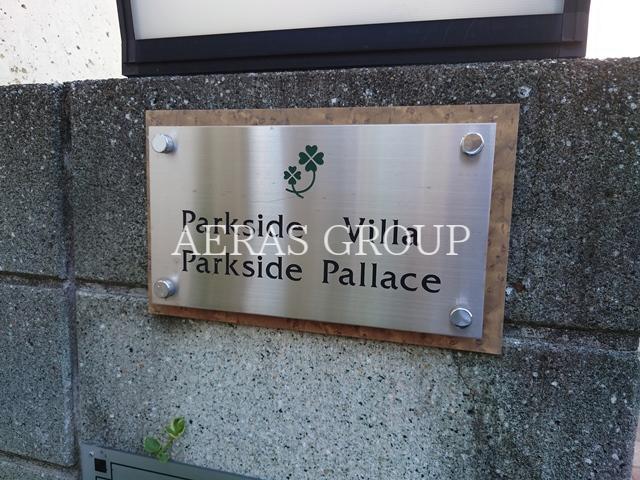 Parkside Villa
AERAS GROUP
Parkside Pallace